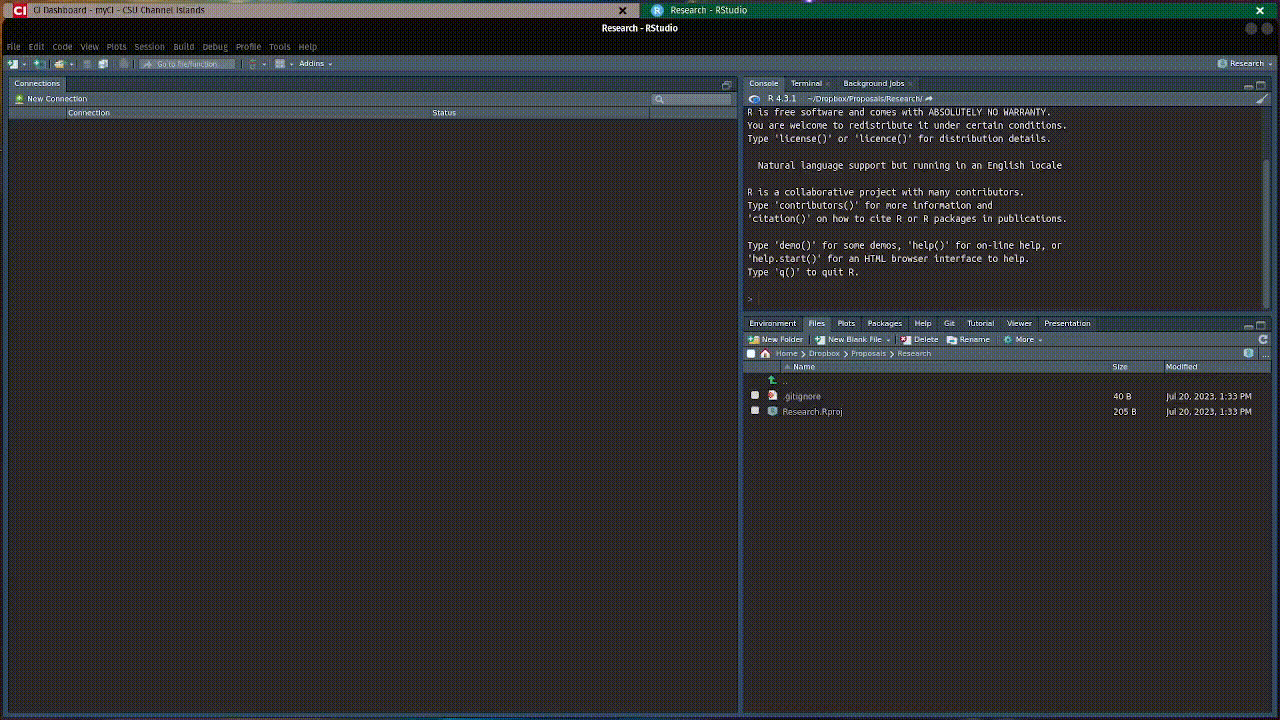 CI CI Dashboard - myCI - CSU Channel Islands
R Research - RStudio
Research - RStudio
File Edit Code View Plots Session Build Debug Profile Tools Help
Go to file/function Addins Research
Connections
New Connection
Connection Status
Console Terminal Background Jobs
R 4.3.1 · ~/Dropbox/Proposals/Research/
R is free software and comes with ABSOLUTELY NO WARRANTY.
You are welcome to redistribute it under certain conditions.
Type 'license()' or 'licence()' for distribution details.
Natural language support but running in an English locale
R is a collaborative project with many contributors.
Type 'contributors()' for more information and
'citation()' on how to cite R or R packages in publications.
Type 'demo()' for some demos, 'help()' for on-line help, or
'help.start()' for an HTML browser interface to help.
Type 'q()' to quit R.
>
Environment Files Plots Packages Help Git Tutorial Viewer Presentation
New Folder New Blank File Delete Rename More
Home Dropbox Proposals Research ...
Name Size Modified
..
.gitignore 40 B Jul 20, 2023, 1:33 PM
Research.Rproj 205 B Jul 20, 2023, 1:33 PM